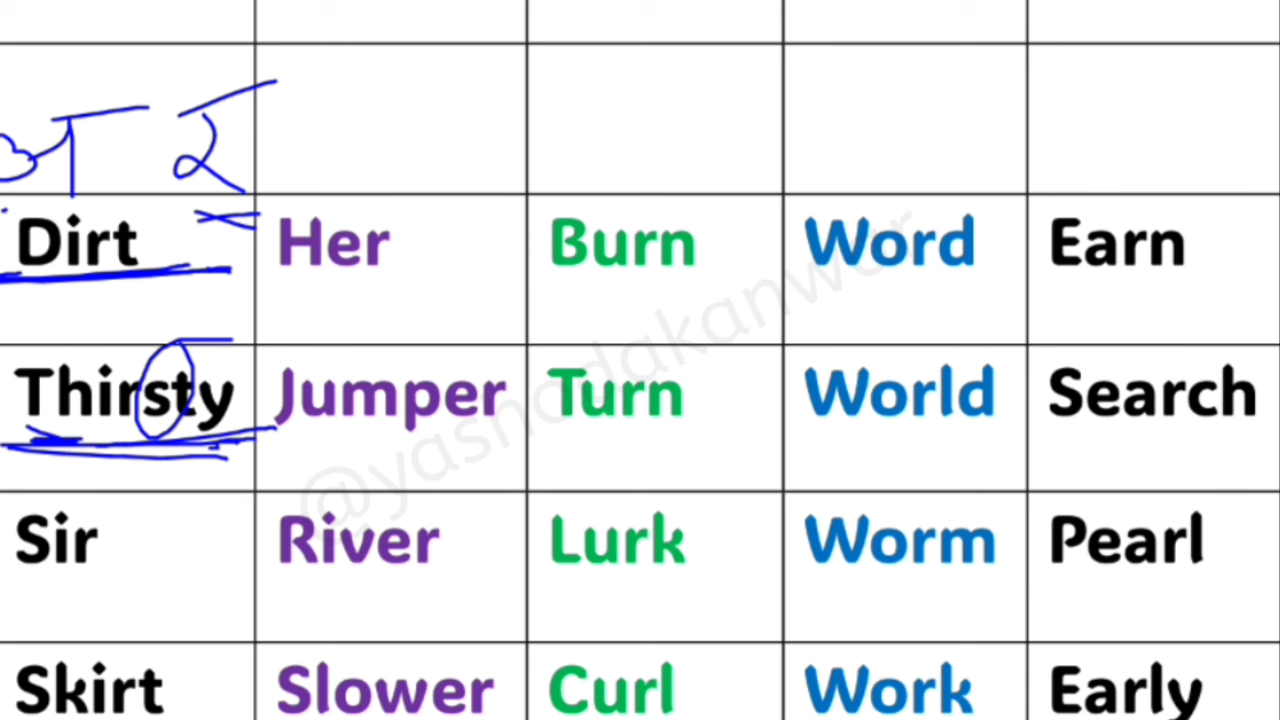 Dirt Her Burn Word Earn
Thirsty Jumper Turn World Search
Sir River Lurk Worm Pearl
Skirt Slower Curl Work Early
@yashodakanwer